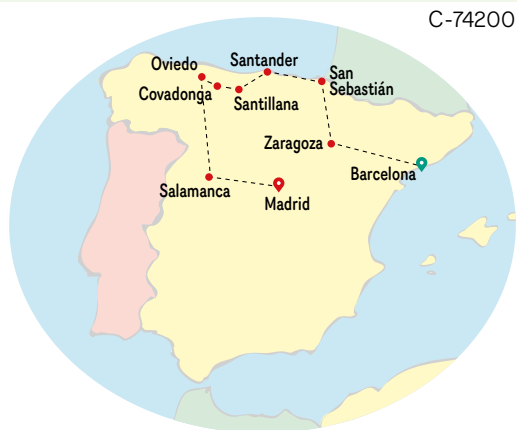 C-74200
Oviedo
Santander
San
Sebastián
Covadonga
Santillana
Zaragoza
Barcelona
Salamanca
Madrid